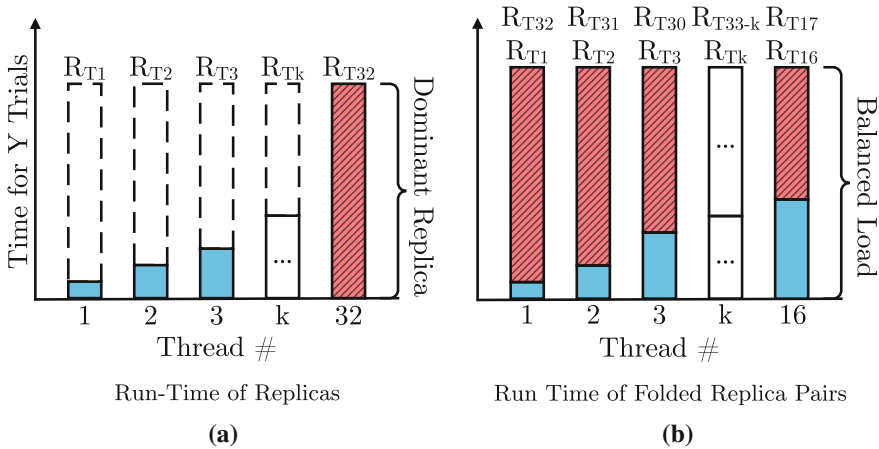 R_T1 R_T2 R_T3 R_Tk R_T32
Time for Y Trials
Dominant Replica
...
1 2 3 k 32
Thread #
Run-Time of Replicas
(a)
R_T32 R_T31 R_T30 R_T33-k R_T17
R_T1 R_T2 R_T3 R_Tk R_T16
...
...
Balanced Load
1 2 3 k 16
Thread #
Run Time of Folded Replica Pairs
(b)